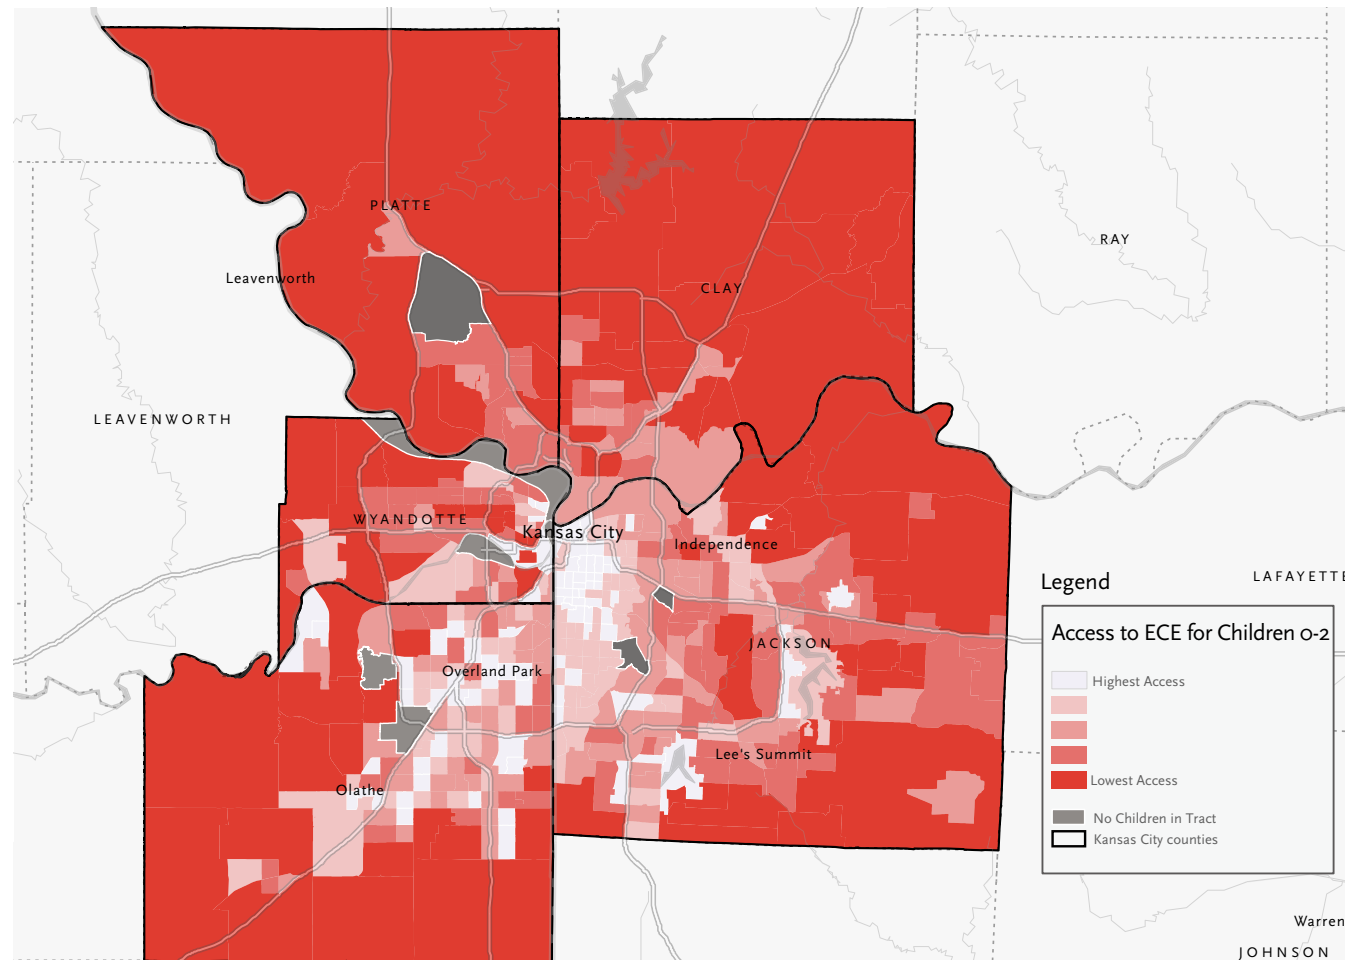 PLATTE
RAY
Leavenworth
CLAY
LEAVENWORTH
WYANDOTTE
Kansas City
Independence
LAFAYETTE
Legend
Access to ECE for Children 0-2
JACKSON
Overland Park
Highest Access
Lee's Summit
Lowest Access
Olathe
No Children in Tract
Kansas City counties
Warren
JOHNSON